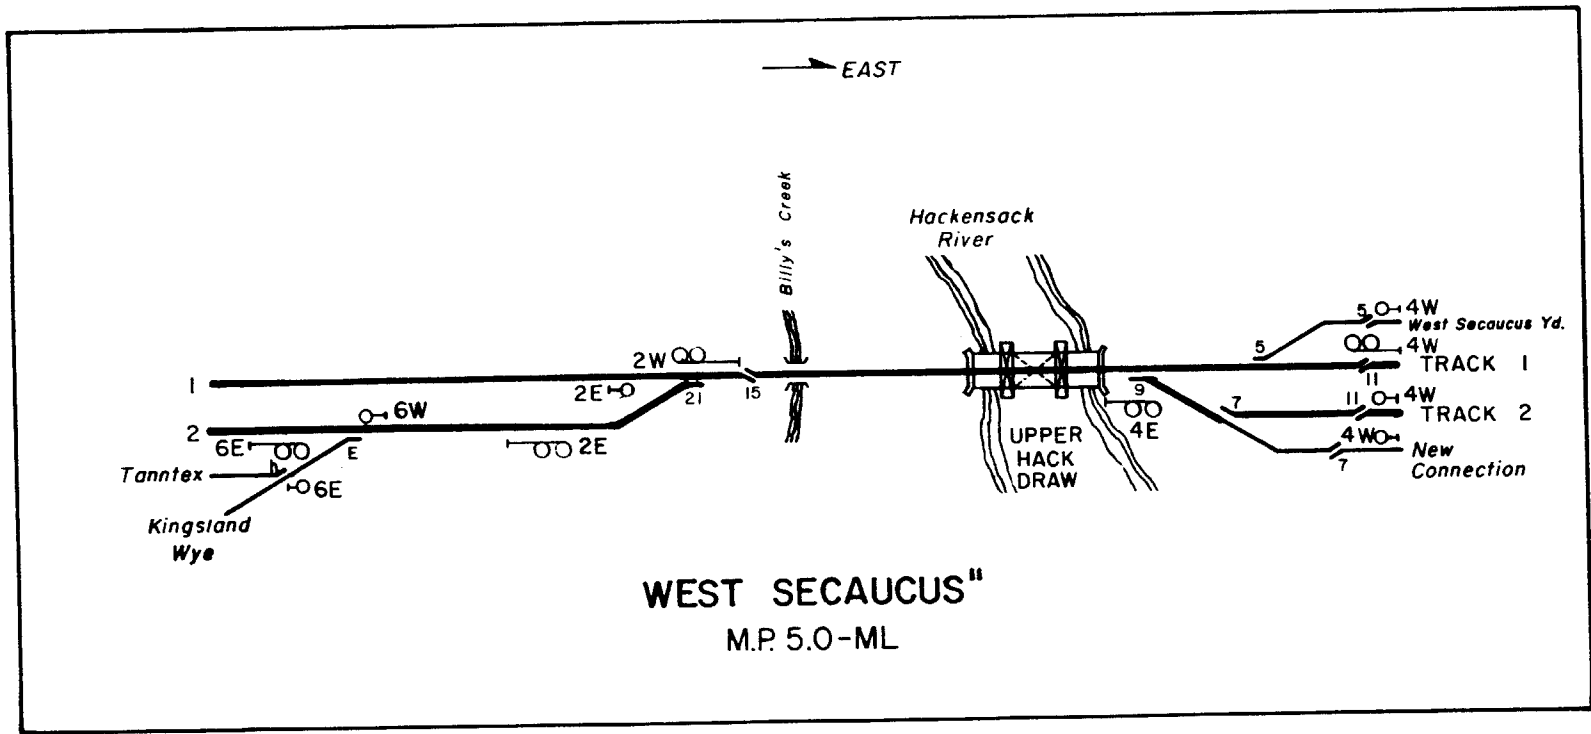 EAST
Billy's Creek
Hackensack
River
5
4W
West Secaucus Yd.
5
4W
2W
TRACK 1
1
2E
21
15
11
9
7
11
4W
TRACK 2
6W
2
6E
E
2E
4E
UPPER
HACK
DRAW
4W
7
New
Connection
Tanntex
6E
Kingsland
Wye
WEST SECAUCUS"
M.P. 5.0-ML